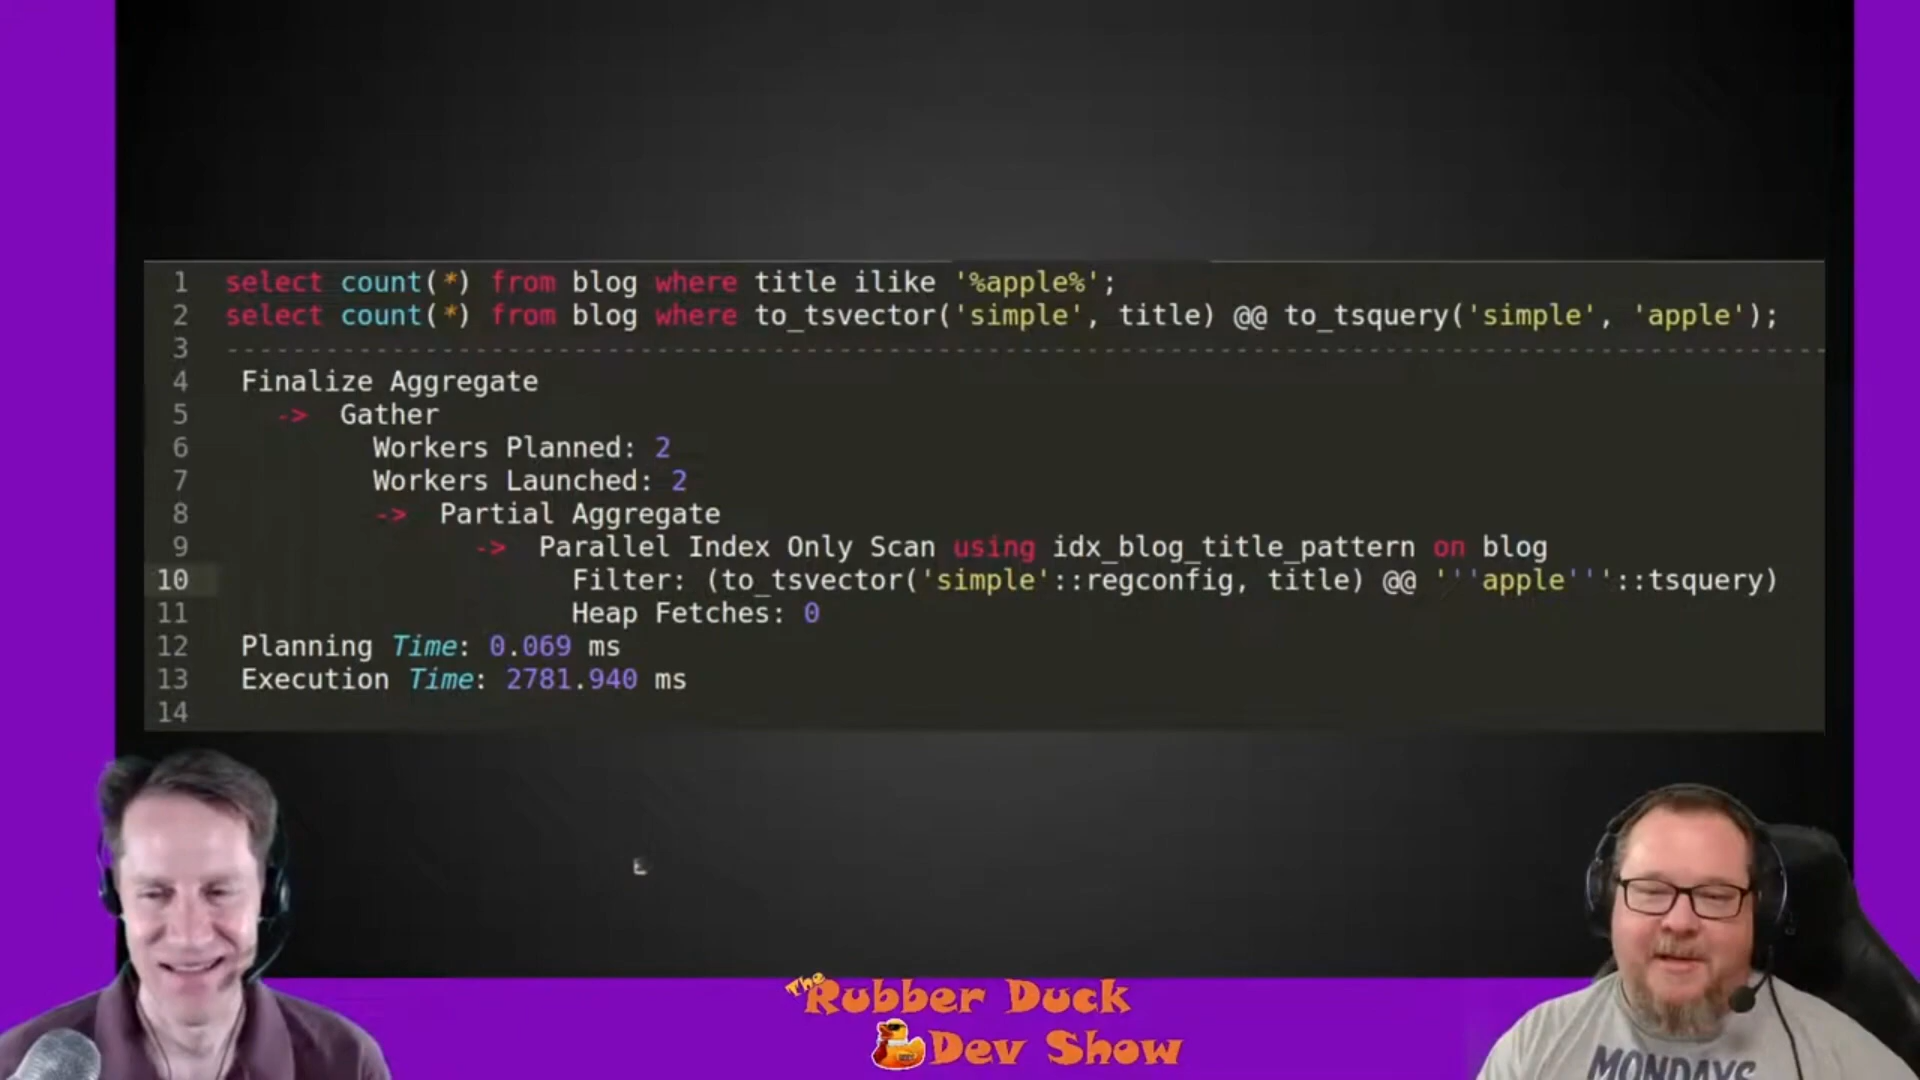 1 select count(*) from blog where title ilike '%apple%';
2 select count(*) from blog where to_tsvector('simple', title) @@ to_tsquery('simple', 'apple');
3 ------------------------------------------------------------------------------------------------
4 Finalize Aggregate
5 -> Gather
6 Workers Planned: 2
7 Workers Launched: 2
8 -> Partial Aggregate
9 -> Parallel Index Only Scan using idx_blog_title_pattern on blog
10 Filter: (to_tsvector('simple'::regconfig, title) @@ '''apple'''::tsquery)
11 Heap Fetches: 0
12 Planning Time: 0.069 ms
13 Execution Time: 2781.940 ms
14
The Rubber Duck
Dev Show
MONDAYS